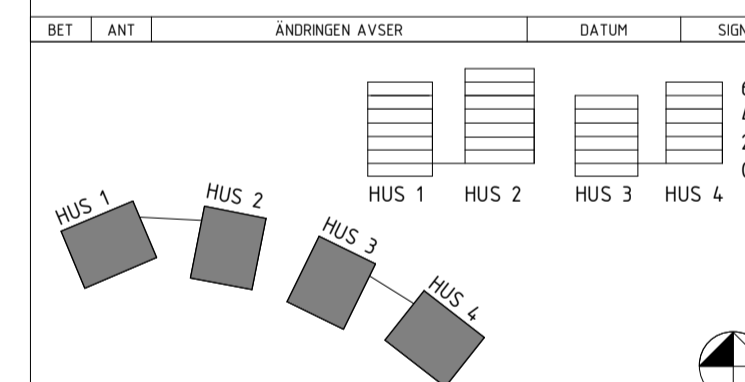 BET ANT ÄNDRINGEN AVSER DATUM SIGN
HUS 1 HUS 2 HUS 3 HUS 4
HUS 1
HUS 2
HUS 3
HUS 4